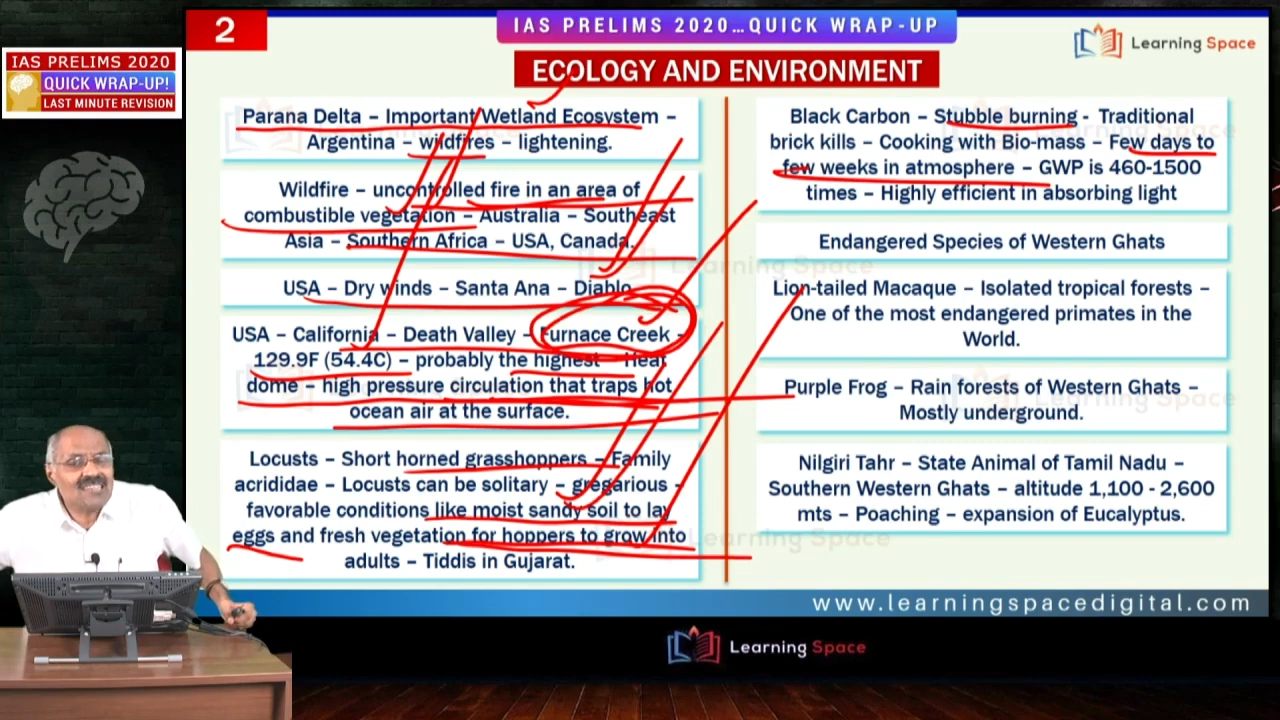 2
IAS PRELIMS 2020...QUICK WRAP-UP
Learning Space
IAS PRELIMS 2020
QUICK WRAP-UP!
LAST MINUTE REVISION
ECOLOGY AND ENVIRONMENT
Parana Delta – Important Wetland Ecosystem –
Argentina – wildfires – lightening.
Wildfire – uncontrolled fire in an area of
combustible vegetation – Australia – Southeast
Asia – Southern Africa – USA, Canada.
USA – Dry winds – Santa Ana – Diablo
USA – California – Death Valley – Furnace Creek –
129.9F (54.4C) – probably the highest – Heat
dome – high pressure circulation that traps hot
ocean air at the surface.
Locusts – Short horned grasshoppers – Family
acrididae – Locusts can be solitary – gregarious –
favorable conditions like moist sandy soil to lay
eggs and fresh vegetation for hoppers to grow into
adults – Tiddis in Gujarat.
Black Carbon – Stubble burning - Traditional
brick kills – Cooking with Bio-mass – Few days to
few weeks in atmosphere – GWP is 460-1500
times – Highly efficient in absorbing light
Endangered Species of Western Ghats
Lion-tailed Macaque – Isolated tropical forests –
One of the most endangered primates in the
World.
Purple Frog – Rain forests of Western Ghats –
Mostly underground.
Nilgiri Tahr – State Animal of Tamil Nadu –
Southern Western Ghats – altitude 1,100 - 2,600
mts – Poaching – expansion of Eucalyptus.
www.learningspacedigital.com
Learning Space